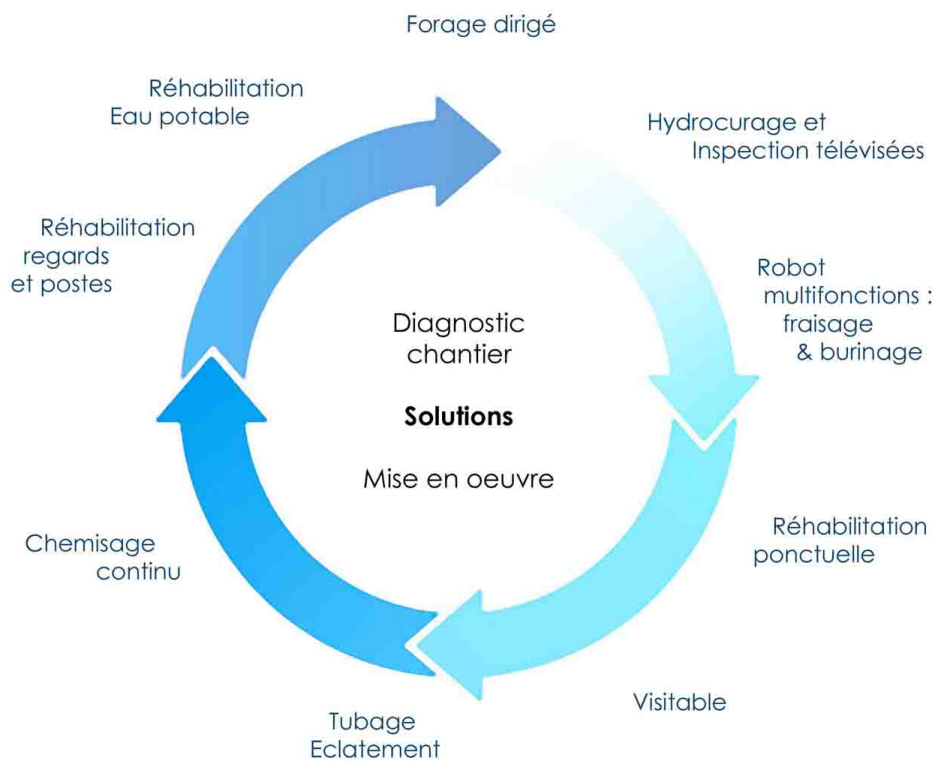 Forage dirigé
Hydrocurage et
Inspection télévisées
Robot
multifonctions :
fraisage
& burinage
Réhabilitation
ponctuelle
Visitable
Tubage
Eclatement
Chemisage
continu
Réhabilitation
regards
et postes
Réhabilitation
Eau potable
Diagnostic
chantier
Solutions
Mise en oeuvre